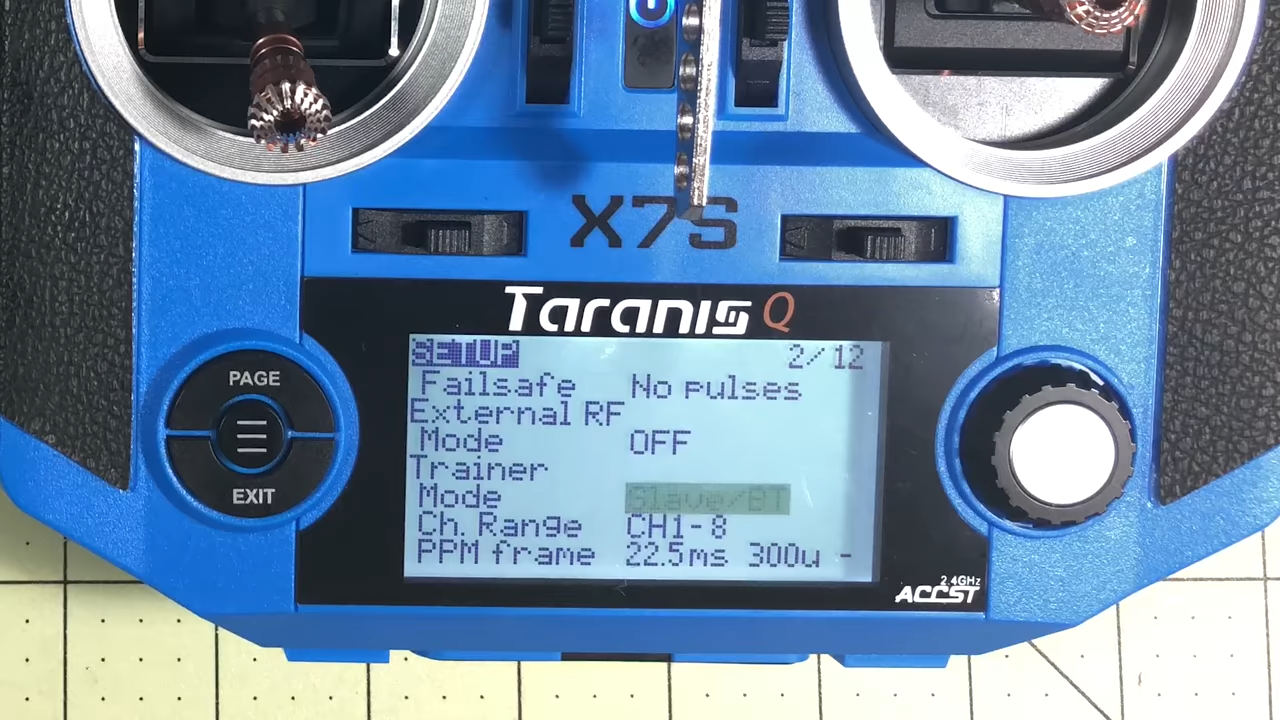 X7S
Taranis Q
SETUP 2/12
Failsafe No pulses
External RF
Mode OFF
Trainer
Mode Slave/BT
Ch. Range CH1-8
PPM frame 22.5ms 300u -
PAGE
EXIT
2.4GHz
ACCST